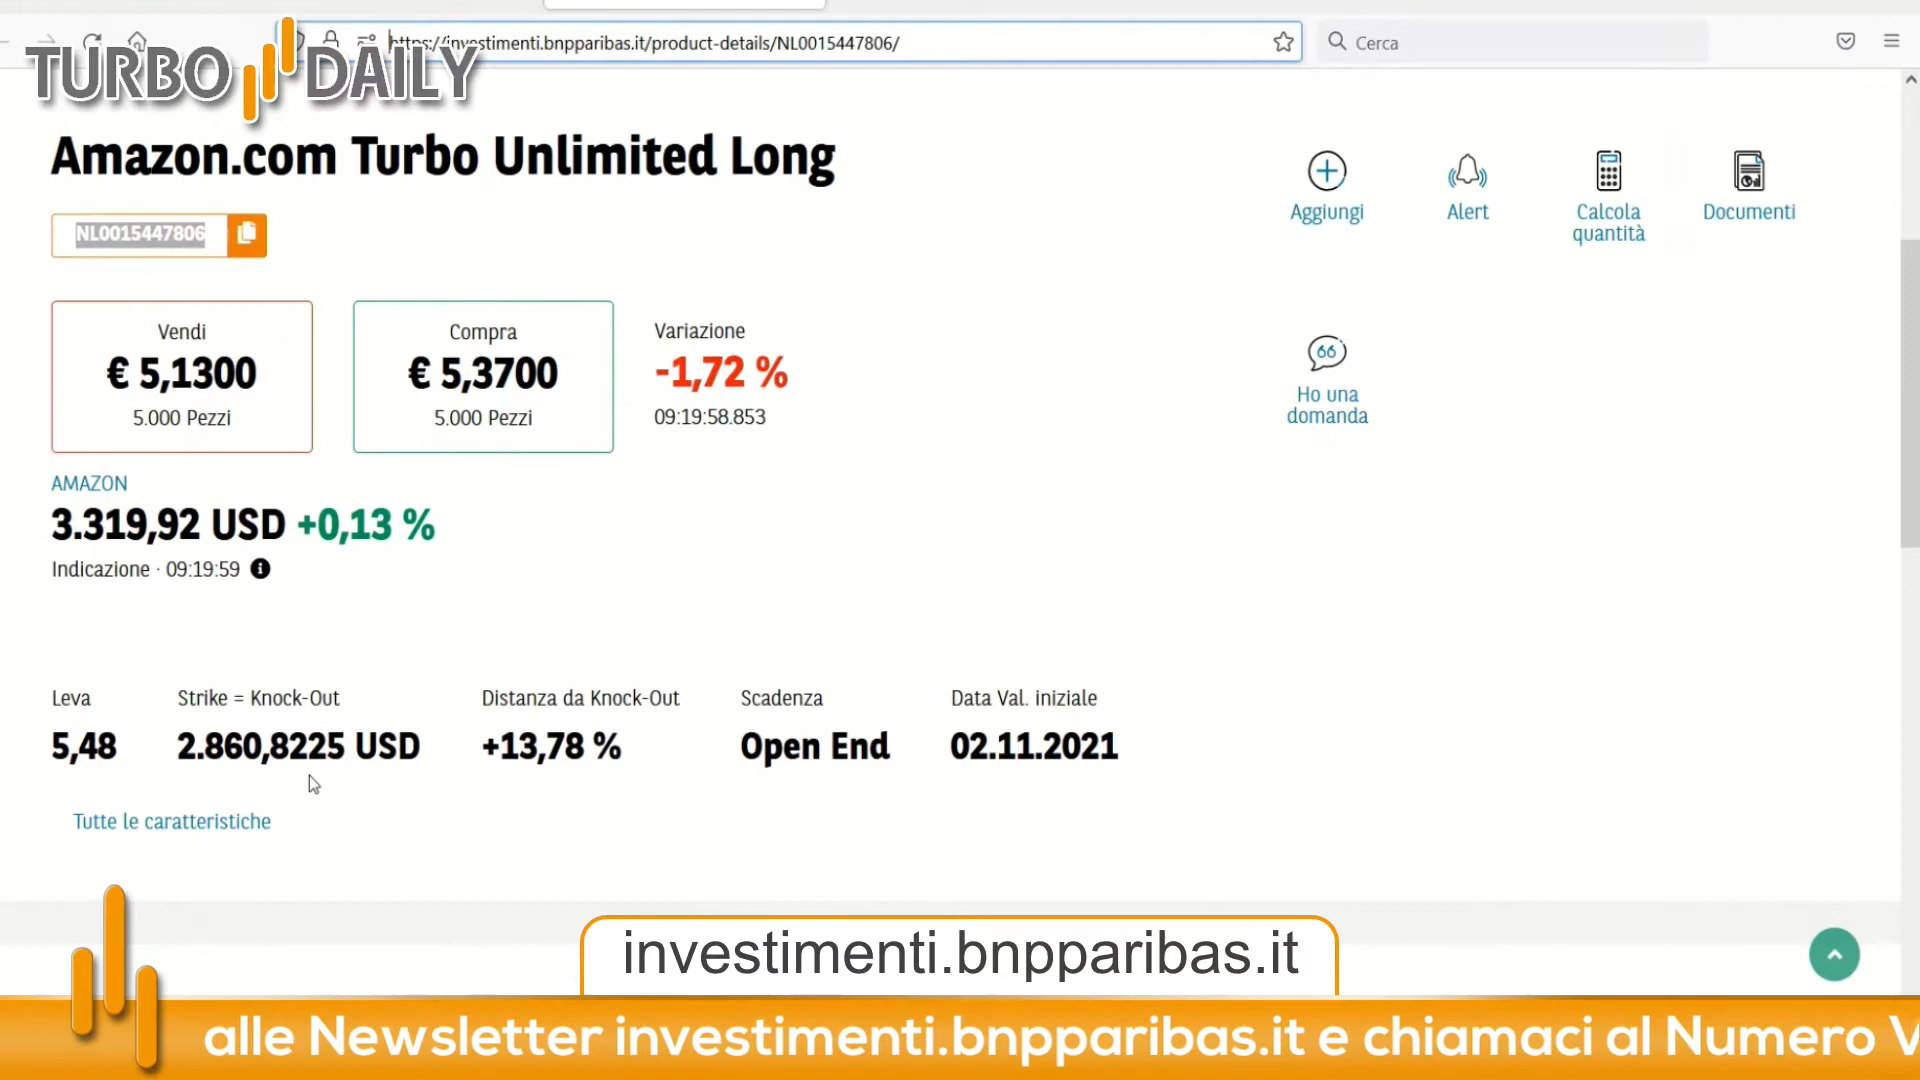 https://investimenti.bnpparibas.it/product-details/NL0015447806/
Cerca
TURBO DAILY
Amazon.com Turbo Unlimited Long
NL0015447806
Aggiungi
Alert
Calcola quantità
Documenti
Vendi
€ 5,1300
5.000 Pezzi
Compra
€ 5,3700
5.000 Pezzi
Variazione
-1,72 %
09:19:58.853
66
Ho una domanda
AMAZON
3.319,92 USD +0,13 %
Indicazione · 09:19:59
Leva
5,48
Strike = Knock-Out
2.860,8225 USD
Distanza da Knock-Out
+13,78 %
Scadenza
Open End
Data Val. iniziale
02.11.2021
Tutte le caratteristiche
investimenti.bnpparibas.it
alle Newsletter investimenti.bnpparibas.it e chiamaci al Numero V